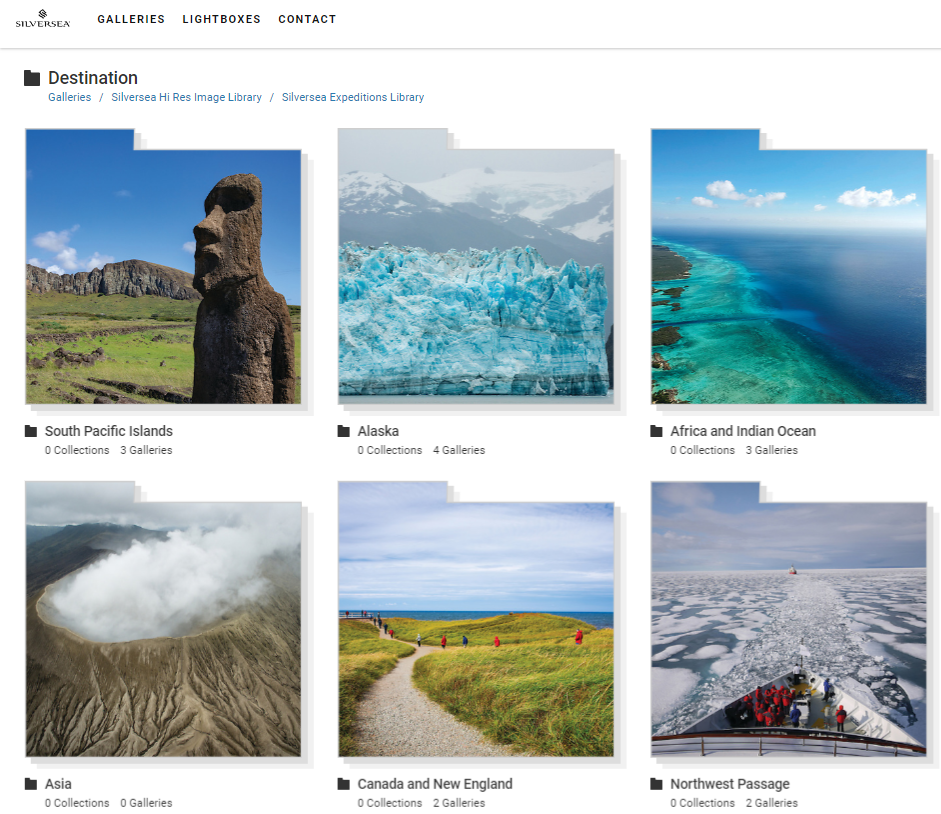 SILVERSEA
GALLERIES LIGHTBOXES CONTACT
Destination
Galleries / Silversea Hi Res Image Library / Silversea Expeditions Library
South Pacific Islands
0 Collections 3 Galleries
Alaska
0 Collections 4 Galleries
Africa and Indian Ocean
0 Collections 3 Galleries
Asia
0 Collections 0 Galleries
Canada and New England
0 Collections 2 Galleries
Northwest Passage
0 Collections 2 Galleries